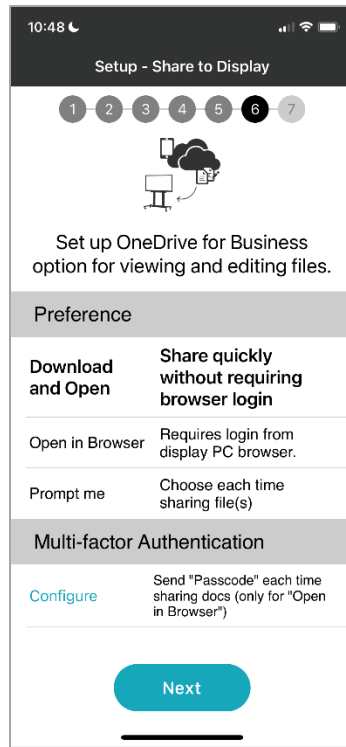 10:48
Setup - Share to Display
1 2 3 4 5 6 7
Set up OneDrive for Business
option for viewing and editing files.
Preference
Download
and Open
Share quickly
without requiring
browser login
Open in Browser
Requires login from
display PC browser.
Prompt me
Choose each time
sharing file(s)
Multi-factor Authentication
Configure
Send "Passcode" each time
sharing docs (only for "Open
in Browser")
Next